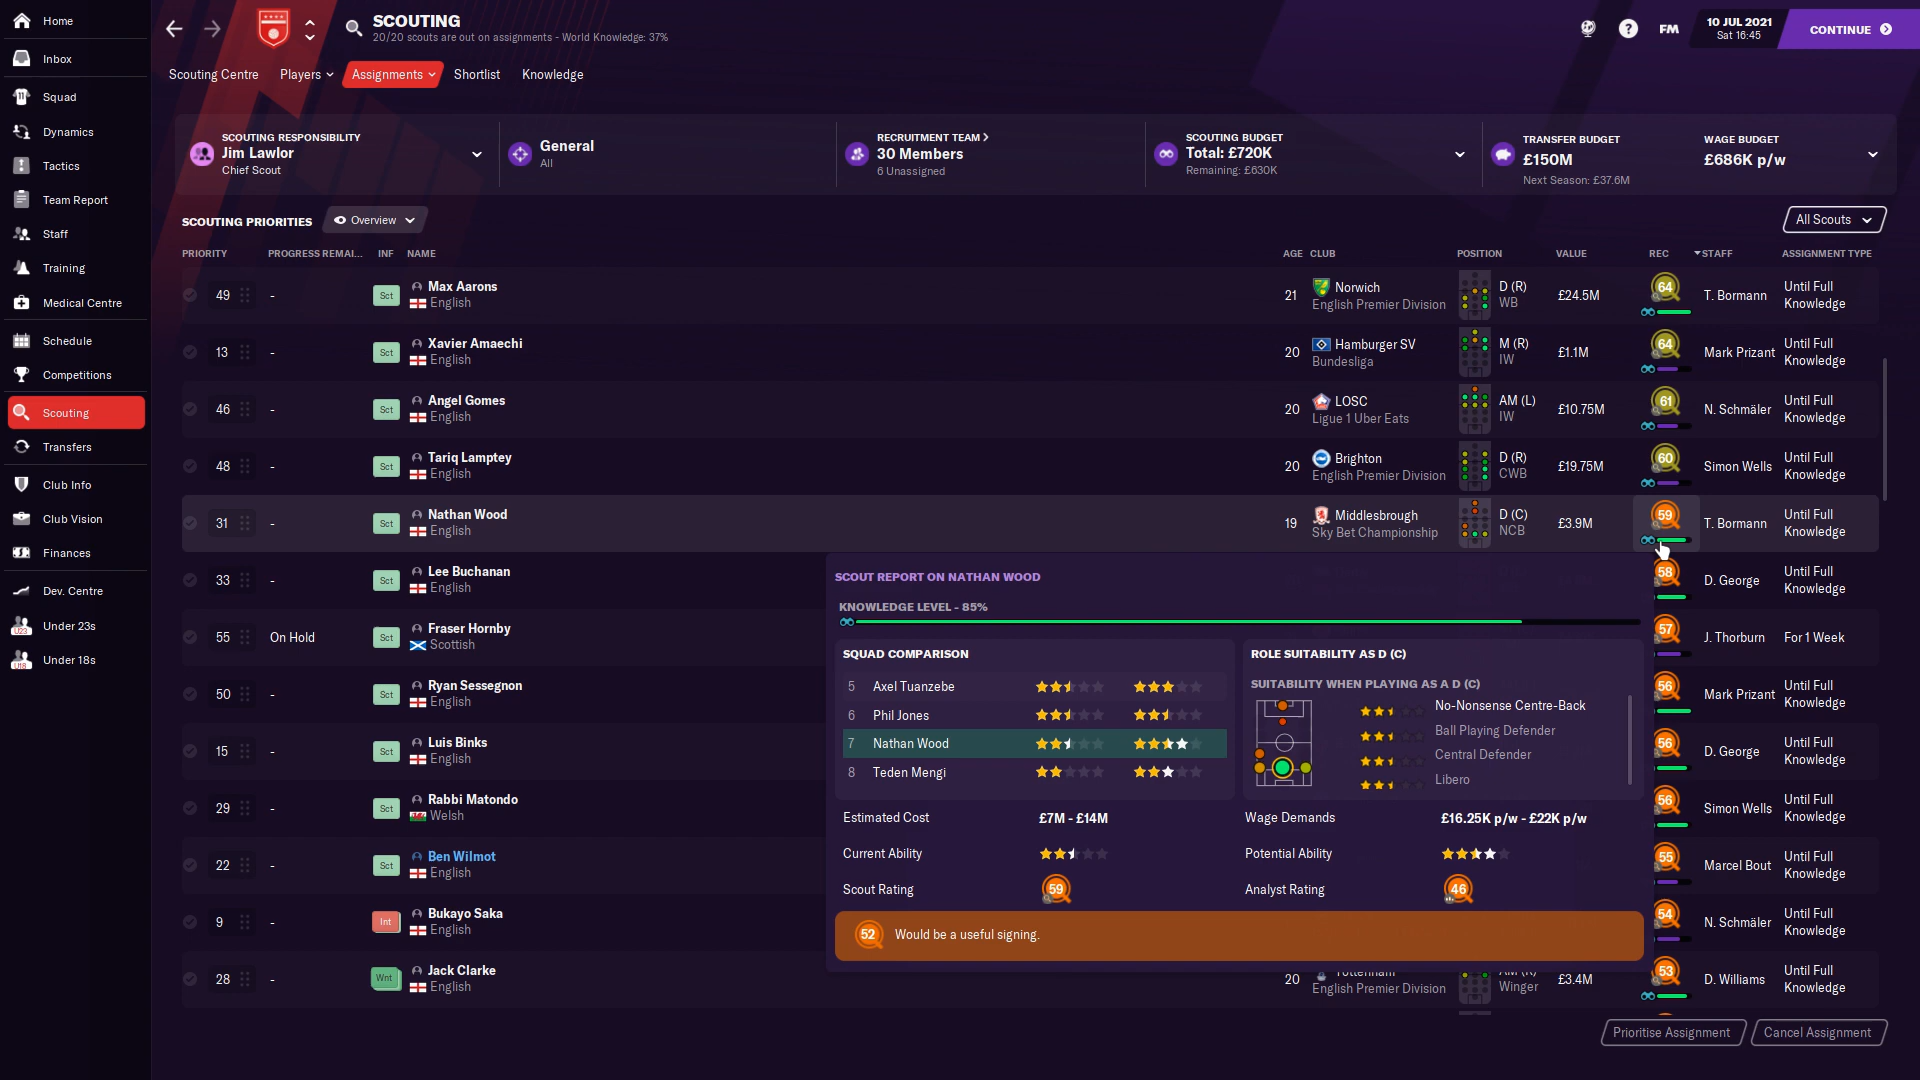 Home
Inbox
Squad
Dynamics
Tactics
Team Report
Staff
Training
Medical Centre
Schedule
Competitions
Scouting
Transfers
Club Info
Club Vision
Finances
Dev. Centre
U23
Under 23s
U18
Under 18s
SCOUTING
20/20 scouts are out on assignments - World Knowledge: 37%
FM
10 JUL 2021
Sat 16:45
CONTINUE
Scouting Centre
Players
Assignments
Shortlist
Knowledge
SCOUTING RESPONSIBILITY
Jim Lawlor
Chief Scout
General
All
RECRUITMENT TEAM
30 Members
6 Unassigned
SCOUTING BUDGET
Total: £720K
Remaining: £630K
TRANSFER BUDGET
£150M
Next Season: £37.6M
WAGE BUDGET
£686K p/w
SCOUTING PRIORITIES
Overview
All Scouts
PRIORITY PROGRESS REMAI... INF NAME AGE CLUB POSITION VALUE REC STAFF ASSIGNMENT TYPE
49 - Sct Max Aarons 21 Norwich D (R) £24.5M 64 T. Bormann Until Full
English English Premier Division WB Knowledge
13 - Sct Xavier Amaechi 20 Hamburger SV M (R) £1.1M 64 Mark Prizant Until Full
English Bundesliga IW Knowledge
46 - Sct Angel Gomes 20 LOSC AM (L) £10.75M 61 N. Schmäler Until Full
English Ligue 1 Uber Eats IW Knowledge
48 - Sct Tariq Lamptey 20 Brighton D (R) £19.75M 60 Simon Wells Until Full
English English Premier Division CWB Knowledge
31 - Sct Nathan Wood 19 Middlesbrough D (C) £3.9M 59 T. Bormann Until Full
English Sky Bet Championship NCB Knowledge
33 - Sct Lee Buchanan 58 D. George Until Full
English Knowledge
55 On Hold Sct Fraser Hornby 57 J. Thorburn For 1 Week
Scottish
50 - Sct Ryan Sessegnon 56 Mark Prizant Until Full
English Knowledge
15 - Sct Luis Binks 56 D. George Until Full
English Knowledge
29 - Sct Rabbi Matondo 56 Simon Wells Until Full
Welsh Knowledge
22 - Sct Ben Wilmot 55 Marcel Bout Until Full
English Knowledge
9 - Int Bukayo Saka 54 N. Schmäler Until Full
English Knowledge
28 - Wnt Jack Clarke 20 Tottenham AM (R) £3.4M 53 D. Williams Until Full
English English Premier Division Winger Knowledge
SCOUT REPORT ON NATHAN WOOD
KNOWLEDGE LEVEL - 85%
SQUAD COMPARISON
5 Axel Tuanzebe
6 Phil Jones
7 Nathan Wood
8 Teden Mengi
ROLE SUITABILITY AS D (C)
SUITABILITY WHEN PLAYING AS A D (C)
No-Nonsense Centre-Back
Ball Playing Defender
Central Defender
Libero
Estimated Cost £7M - £14M
Wage Demands £16.25K p/w - £22K p/w
Current Ability
Potential Ability
Scout Rating 59
Analyst Rating 46
52 Would be a useful signing.
Prioritise Assignment
Cancel Assignment